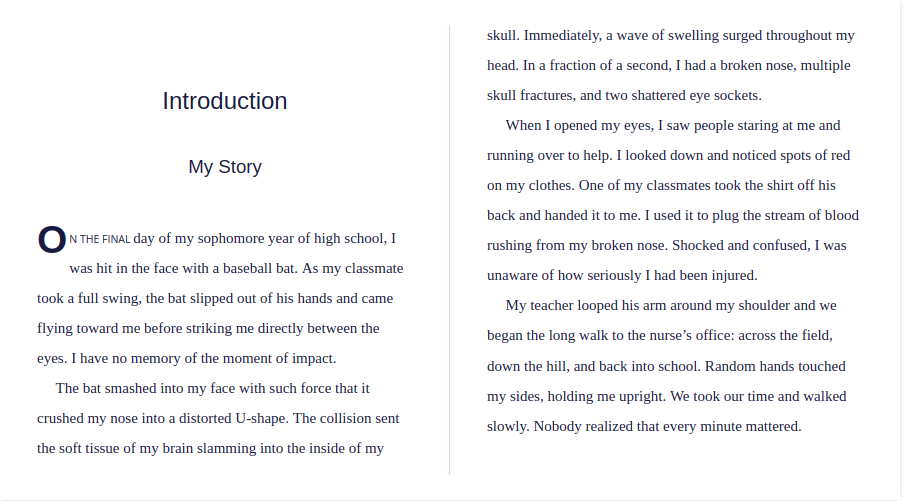 Introduction
My Story
ON THE FINAL day of my sophomore year of high school, I
was hit in the face with a baseball bat. As my classmate
took a full swing, the bat slipped out of his hands and came
flying toward me before striking me directly between the
eyes. I have no memory of the moment of impact.
The bat smashed into my face with such force that it
crushed my nose into a distorted U-shape. The collision sent
the soft tissue of my brain slamming into the inside of my
skull. Immediately, a wave of swelling surged throughout my
head. In a fraction of a second, I had a broken nose, multiple
skull fractures, and two shattered eye sockets.
When I opened my eyes, I saw people staring at me and
running over to help. I looked down and noticed spots of red
on my clothes. One of my classmates took the shirt off his
back and handed it to me. I used it to plug the stream of blood
rushing from my broken nose. Shocked and confused, I was
unaware of how seriously I had been injured.
My teacher looped his arm around my shoulder and we
began the long walk to the nurse’s office: across the field,
down the hill, and back into school. Random hands touched
my sides, holding me upright. We took our time and walked
slowly. Nobody realized that every minute mattered.